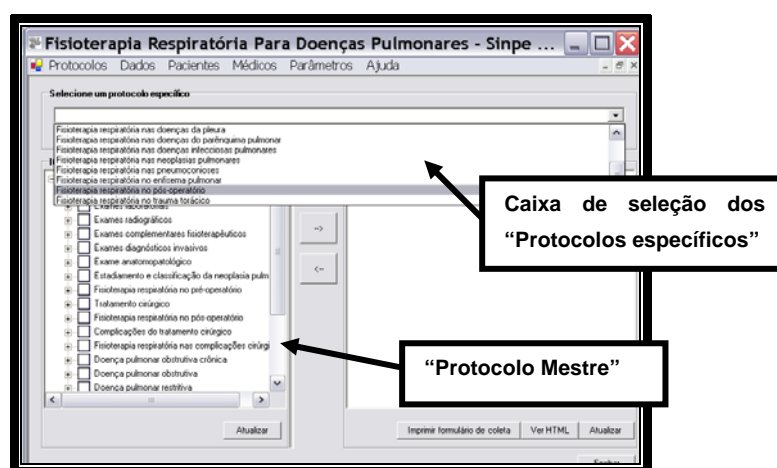 Fisioterapia Respiratória Para Doenças Pulmonares - Sinpe ...
Protocolos Dados Pacientes Médicos Parâmetros Ajuda
Selecione um protocolo específico
Fisioterapia respiratória nas doenças da pleura
Fisioterapia respiratória nas doenças do parênquima pulmonar
Fisioterapia respiratória nas doenças infecciosas pulmonares
Fisioterapia respiratória nas neoplasias pulmonares
Fisioterapia respiratória nas pneumoconioses
Fisioterapia respiratória no enfisema pulmonar
Fisioterapia respiratória no pós-operatório
Fisioterapia respiratória no trauma torácico
Exames laboratoriais
Exames radiográficos
Exames complementares fisioterapêuticos
Exames diagnósticos invasivos
Exame anatomopatológico
Estadiamento e classificação da neoplasia pulm
Fisioterapia respiratória no pré-operatório
Tratamento cirúrgico
Fisioterapia respiratória no pós-operatório
Complicações do tratamento cirúrgico
Fisioterapia respiratória nas complicações cirúrgi
Doença pulmonar obstrutiva crônica
Doença pulmonar obstrutiva
Doença pulmonar restritiva
Atualizar
-->
<--
Caixa de seleção dos
“Protocolos específicos”
“Protocolo Mestre”
Imprimir formulário de coleta Ver HTML Atualizar
Fechar